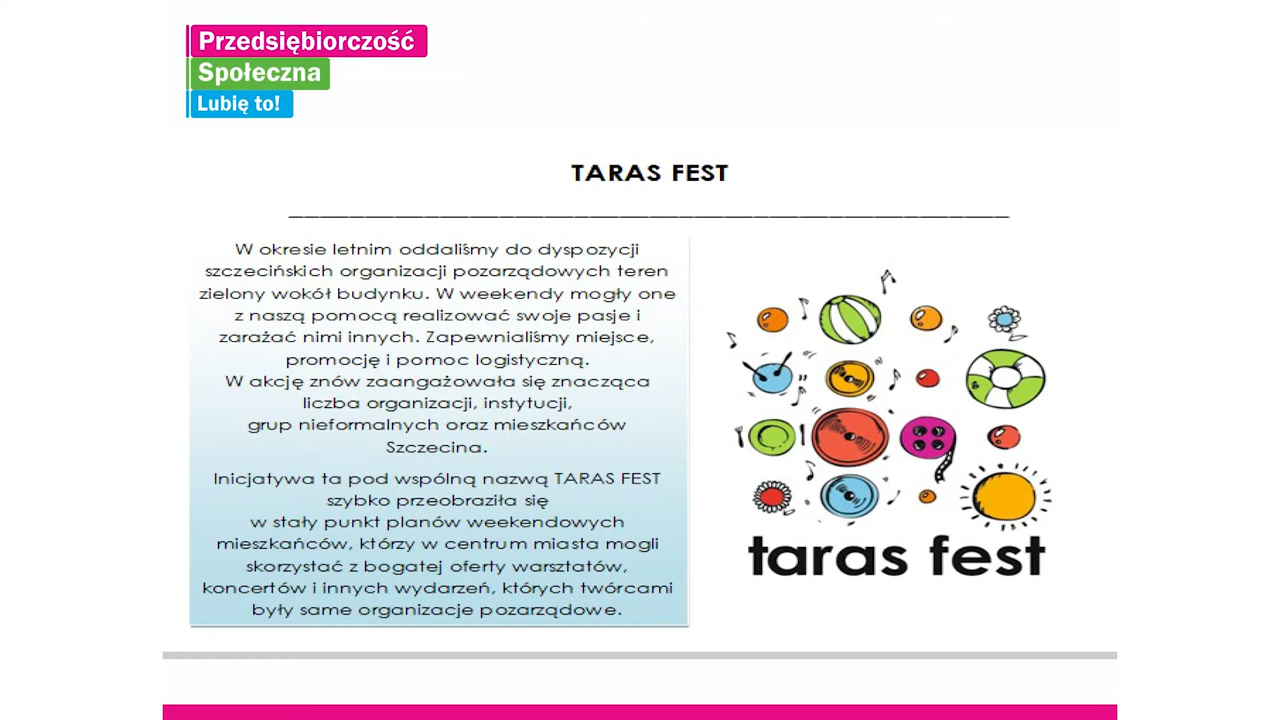 Przedsiębiorczość
Społeczna
Lubię to!
TARAS FEST
W okresie letnim oddaliśmy do dyspozycji
szczecińskich organizacji pozarządowych teren
zielony wokół budynku. W weekendy mogły one
z naszą pomocą realizować swoje pasje i
zarażać nimi innych. Zapewnialiśmy miejsce,
promocję i pomoc logistyczną.
W akcję znów zaangażowała się znacząca
liczba organizacji, instytucji,
grup nieformalnych oraz mieszkańców
Szczecina.
Inicjatywa ta pod wspólną nazwą TARAS FEST
szybko przeobraziła się
w stały punkt planów weekendowych
mieszkańców, którzy w centrum miasta mogli
skorzystać z bogatej oferty warsztatów,
koncertów i innych wydarzeń, których twórcami
były same organizacje pozarządowe.
taras fest